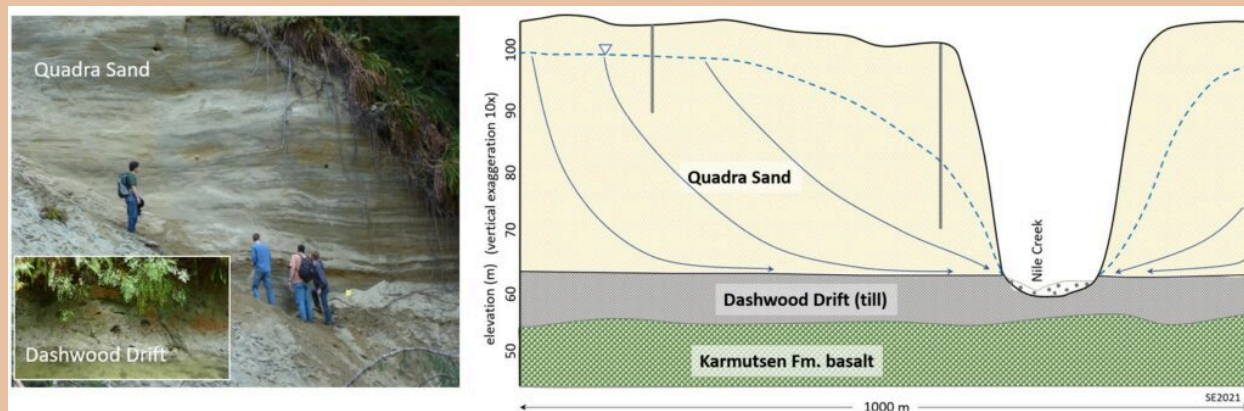 Quadra Sand
Dashwood Drift
elevation (m) (vertical exaggeration 10x)
100
90
80
70
60
50
Quadra Sand
Nile Creek
Dashwood Drift (till)
Karmutsen Fm. basalt
SE2021
1000 m